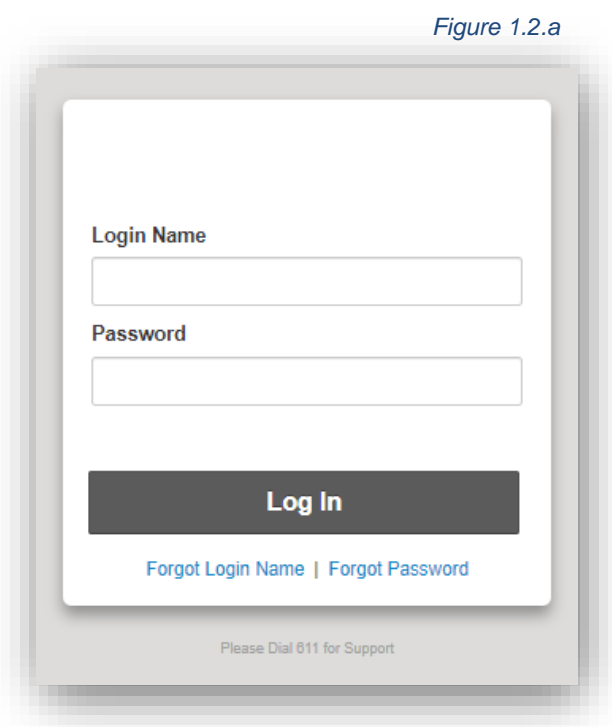 Figure 1.2.a
Login Name
Password
Log In
Forgot Login Name | Forgot Password
Please Dial 611 for Support